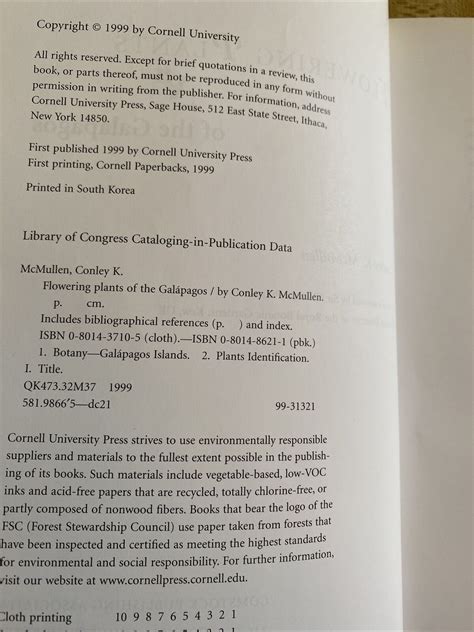 Copyright © 1999 by Cornell University
All rights reserved. Except for brief quotations in a review, this
book, or parts thereof, must not be reproduced in any form without
permission in writing from the publisher. For information, address
Cornell University Press, Sage House, 512 East State Street, Ithaca,
New York 14850.
First published 1999 by Cornell University Press
First printing, Cornell Paperbacks, 1999
Printed in South Korea
Library of Congress Cataloging-in-Publication Data
McMullen, Conley K.
Flowering plants of the Galápagos / by Conley K. McMullen.
p. cm.
Includes bibliographical references (p. ) and index.
ISBN 0-8014-3710-5 (cloth).—ISBN 0-8014-8621-1 (pbk.)
1. Botany—Galápagos Islands. 2. Plants Identification.
I. Title.
QK473.32M37 1999
581.9866'5—dc21 99-31321
Cornell University Press strives to use environmentally responsible
suppliers and materials to the fullest extent possible in the publish-
ing of its books. Such materials include vegetable-based, low-VOC
inks and acid-free papers that are recycled, totally chlorine-free, or
partly composed of nonwood fibers. Books that bear the logo of the
FSC (Forest Stewardship Council) use paper taken from forests that
have been inspected and certified as meeting the highest standards
for environmental and social responsibility. For further information,
visit our website at www.cornellpress.cornell.edu.
Cloth printing 10 9 8 7 6 5 4 3 2 1